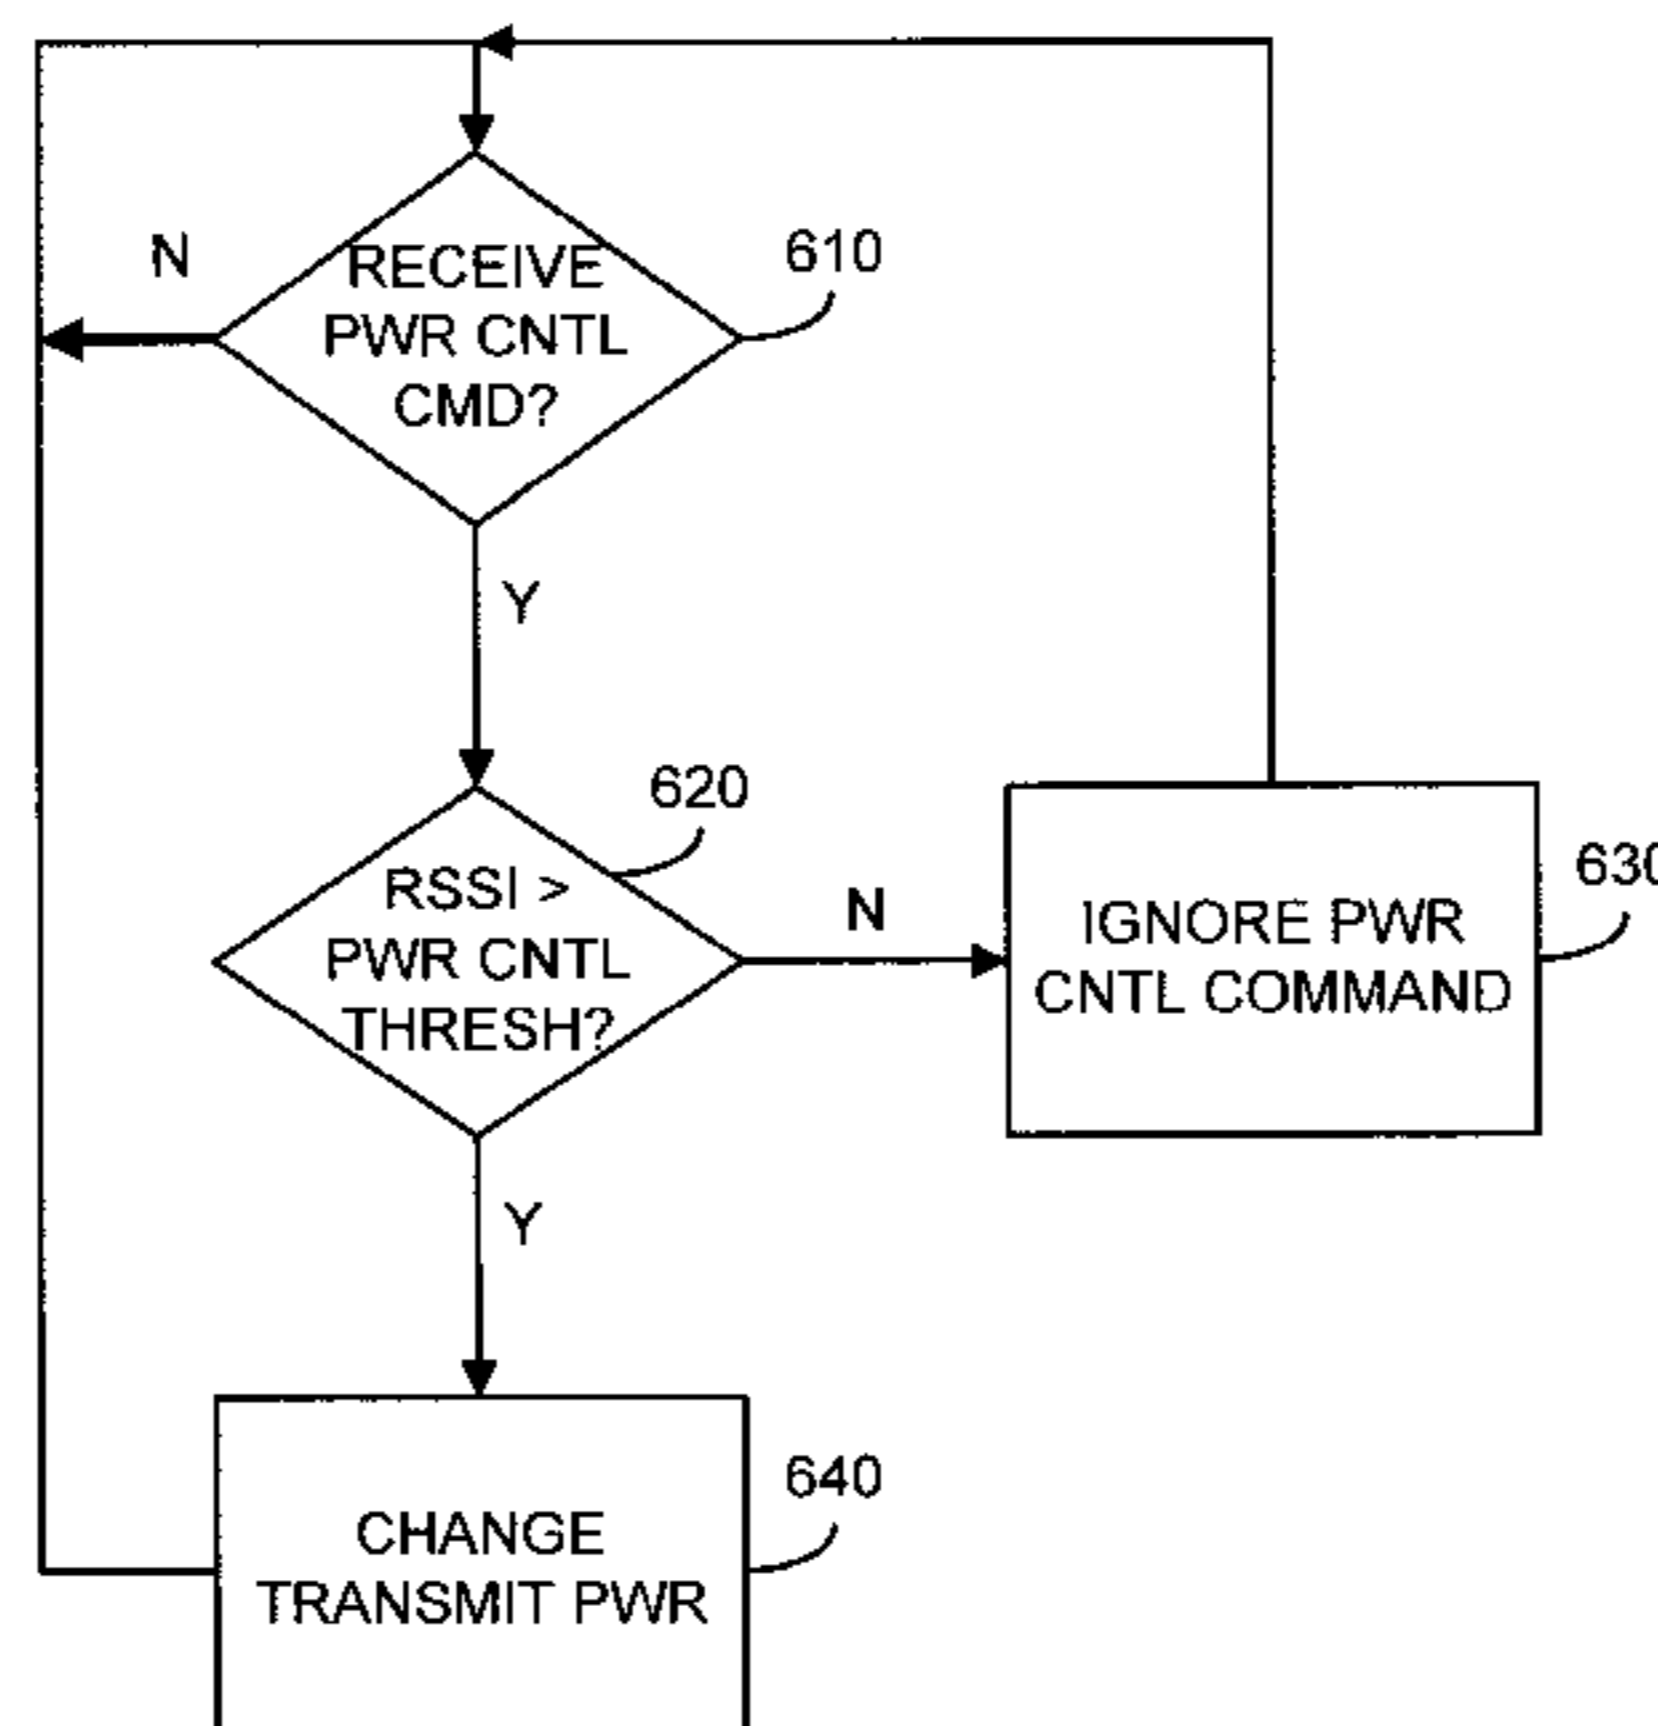 N
RECEIVE
PWR CNTL
CMD?
610
Y
620
RSSI >
PWR CNTL
THRESH?
N
630
IGNORE PWR
CNTL COMMAND
Y
640
CHANGE
TRANSMIT PWR